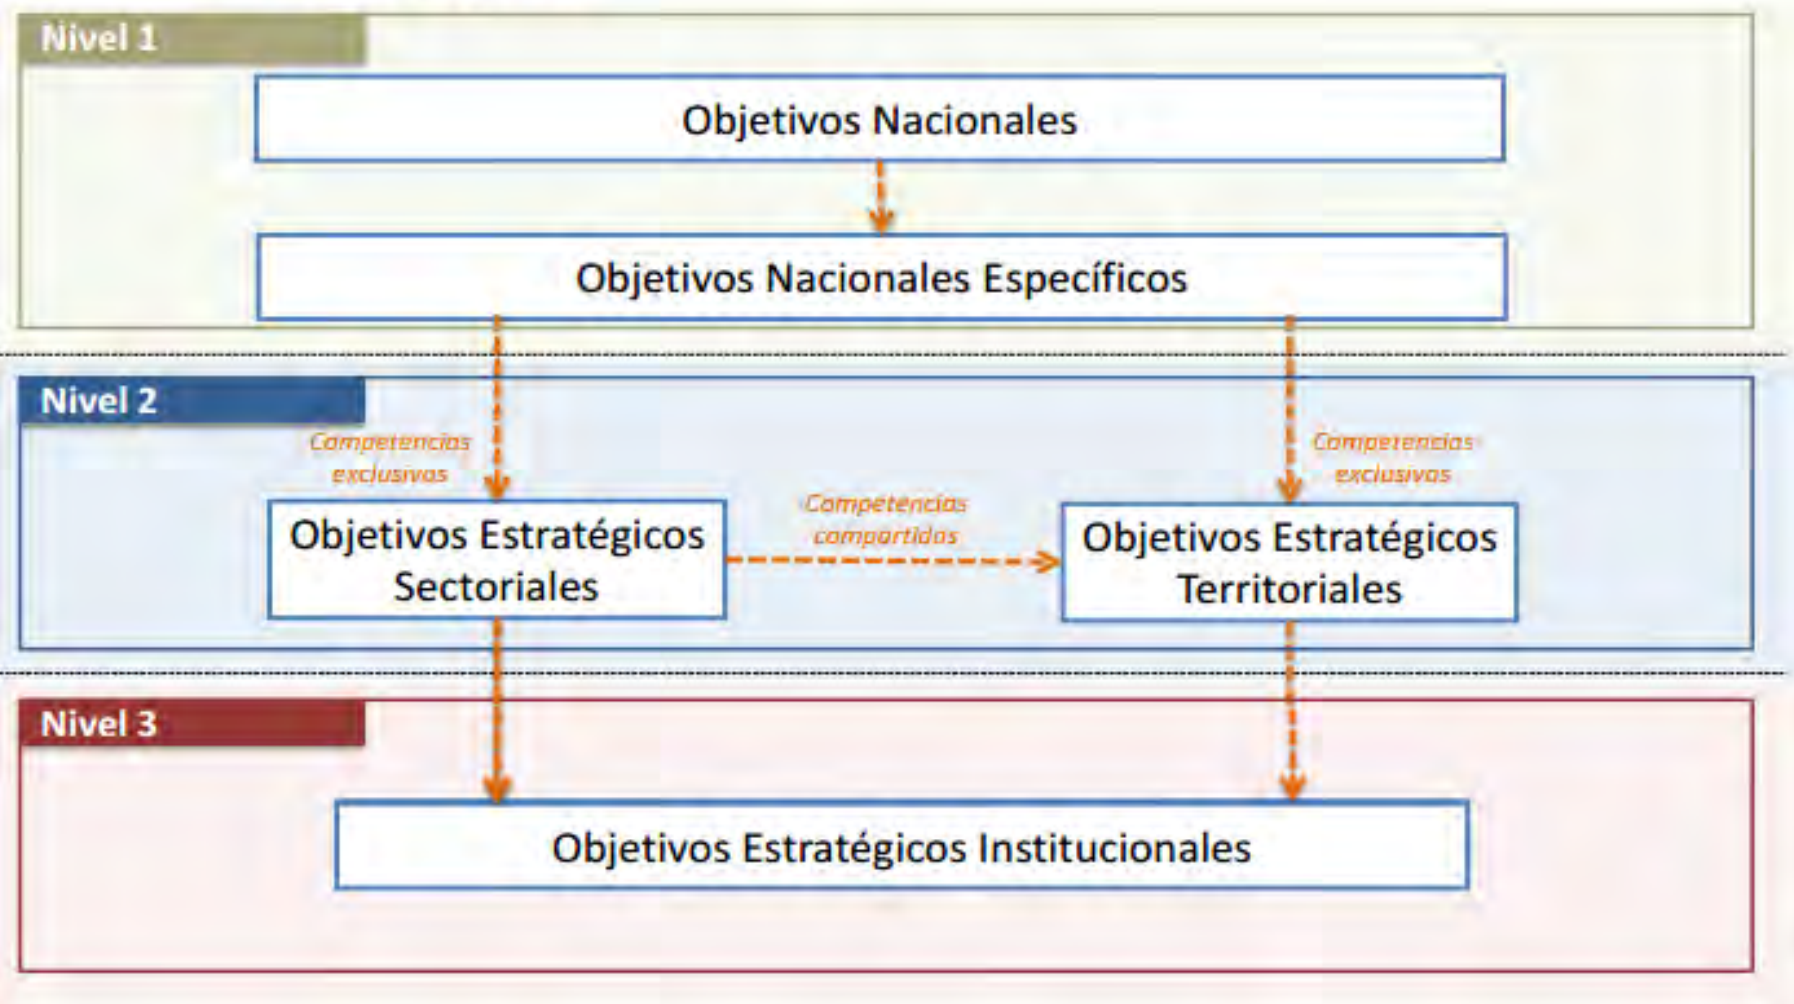 Nivel 1
Objetivos Nacionales
Objetivos Nacionales Específicos
Nivel 2
Competencias
exclusivas
Competencias
exclusivas
Competencias
compartidas
Objetivos Estratégicos
Sectoriales
Objetivos Estratégicos
Territoriales
Nivel 3
Objetivos Estratégicos Institucionales